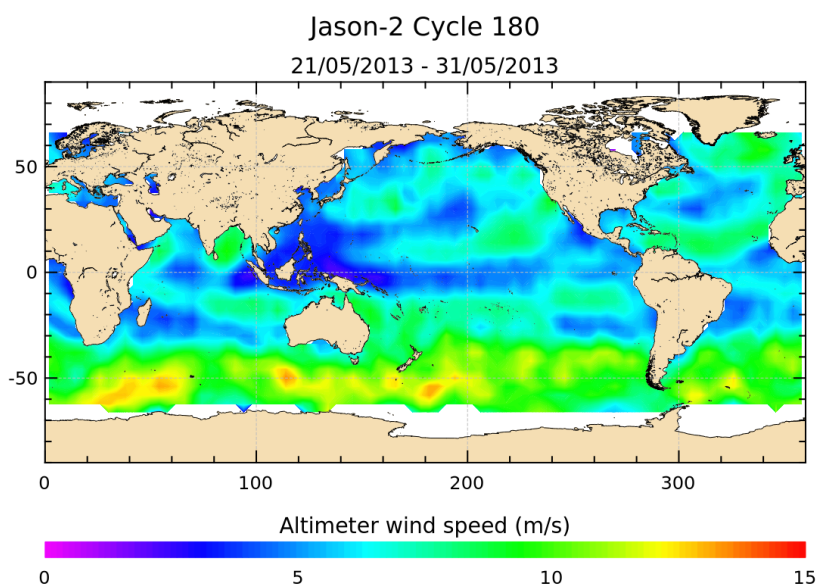 Jason-2 Cycle 180
21/05/2013 - 31/05/2013
50
0
-50
0 100 200 300
Altimeter wind speed (m/s)
0 5 10 15